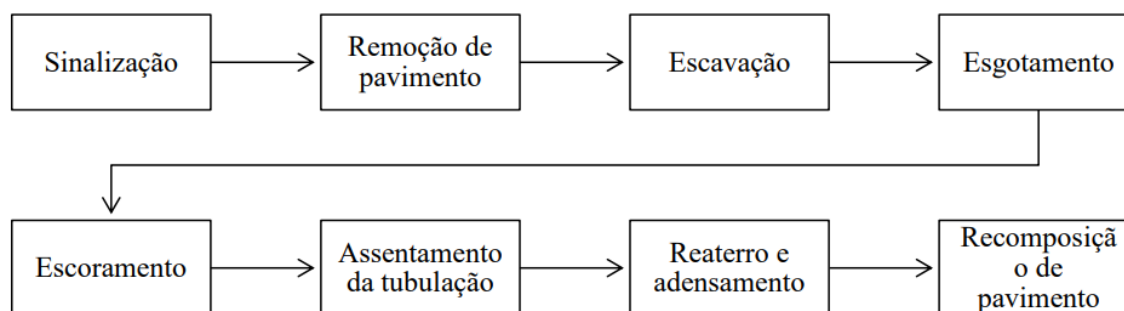 Sinalização
Remoção de
pavimento
Escavação
Esgotamento
Escoramento
Assentamento
da tubulação
Reaterro e
adensamento
Recomposiçã
o de
pavimento